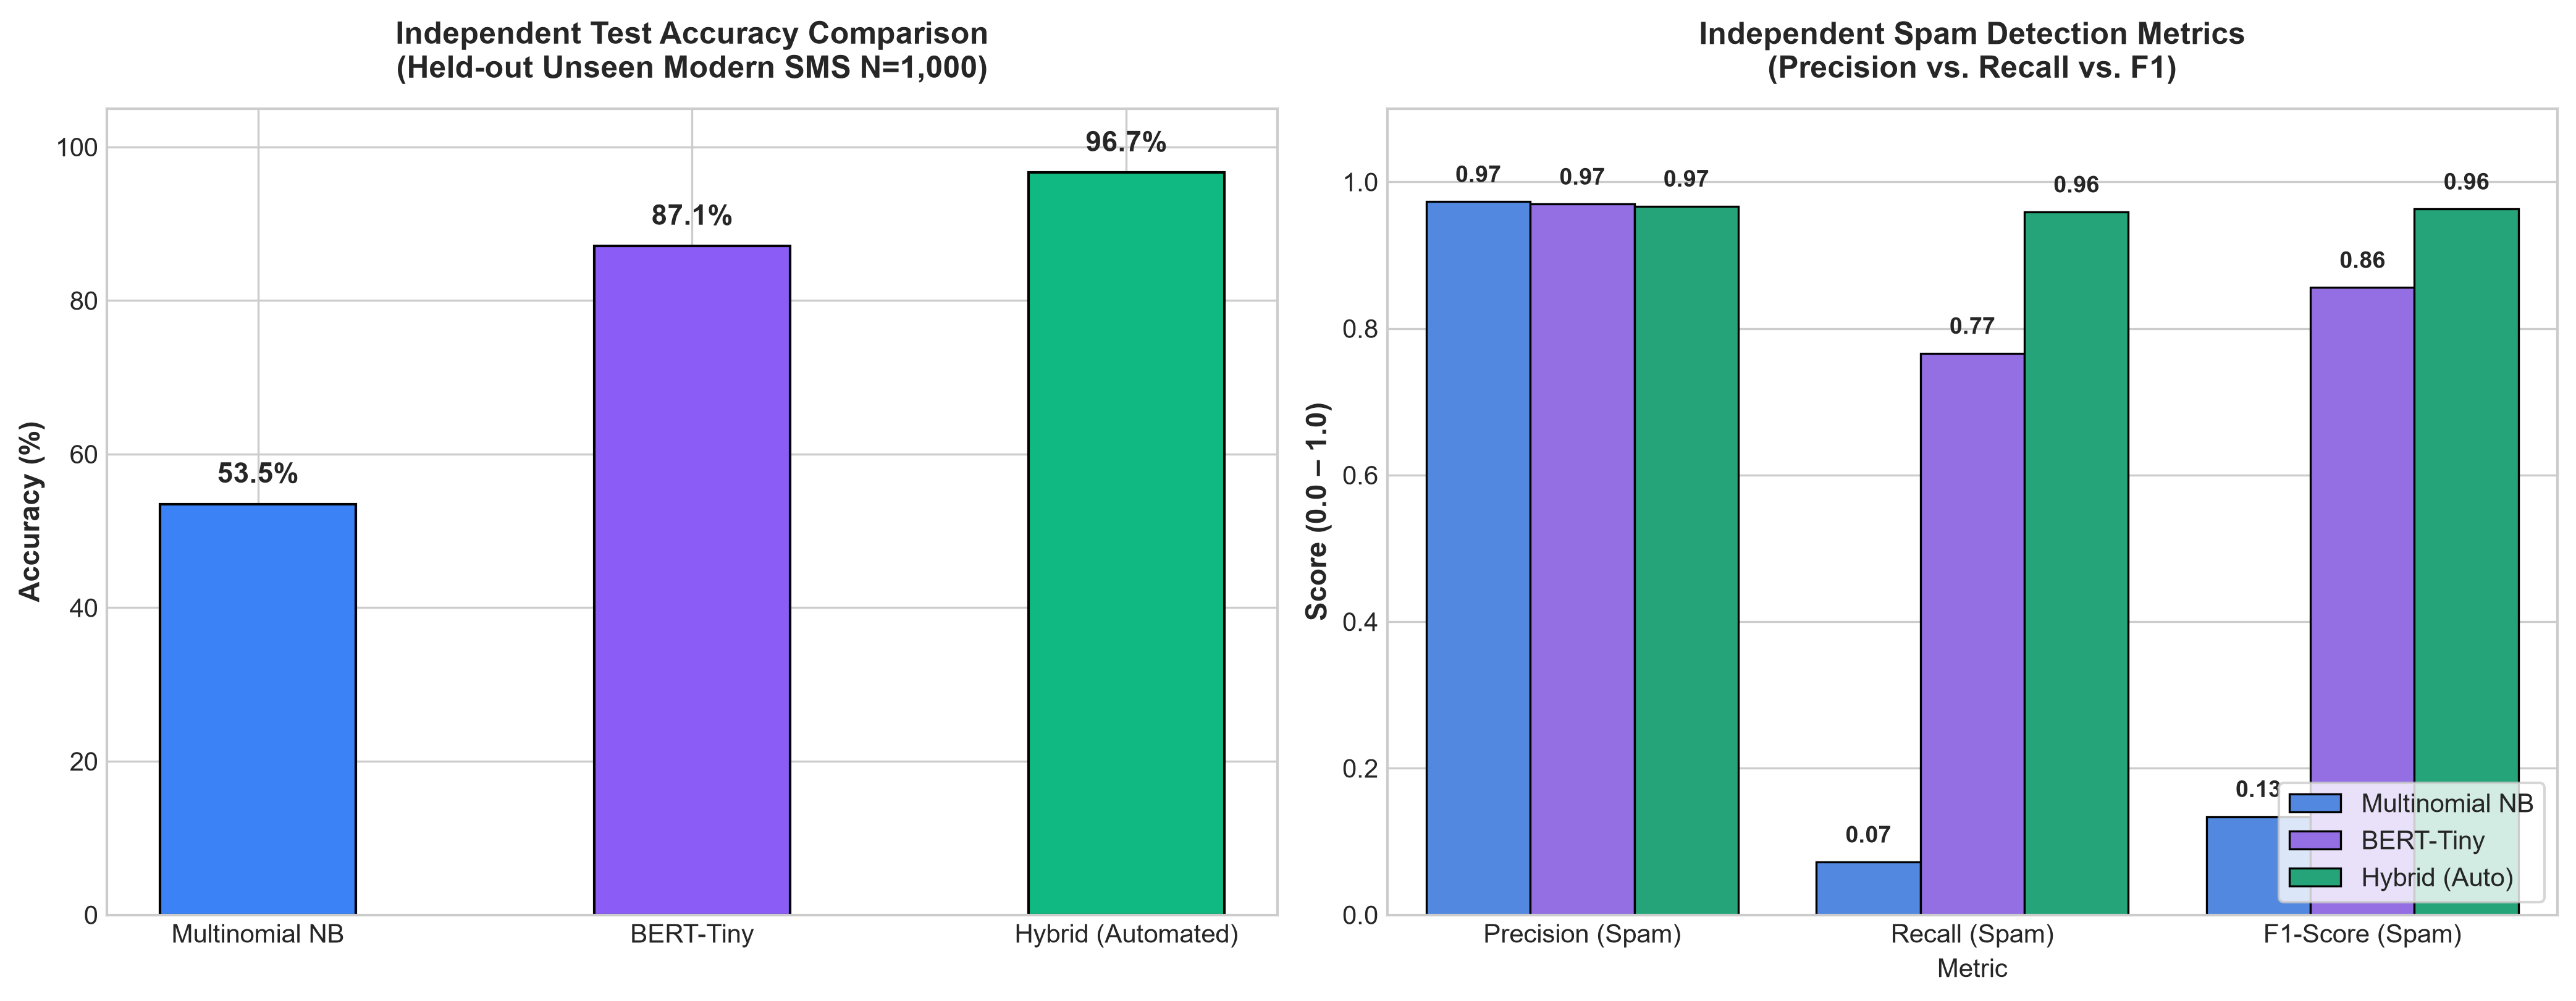 Independent Test Accuracy Comparison
(Held-out Unseen Modern SMS N=1,000)
Accuracy (%)
100
80
60
40
20
0
53.5%
87.1%
96.7%
Multinomial NB
BERT-Tiny
Hybrid (Automated)
Independent Spam Detection Metrics
(Precision vs. Recall vs. F1)
Score (0.0 – 1.0)
1.0
0.8
0.6
0.4
0.2
0.0
0.97
0.97
0.97
0.07
0.77
0.96
0.13
0.86
0.96
Multinomial NB
BERT-Tiny
Hybrid (Auto)
Precision (Spam)
Recall (Spam)
F1-Score (Spam)
Metric